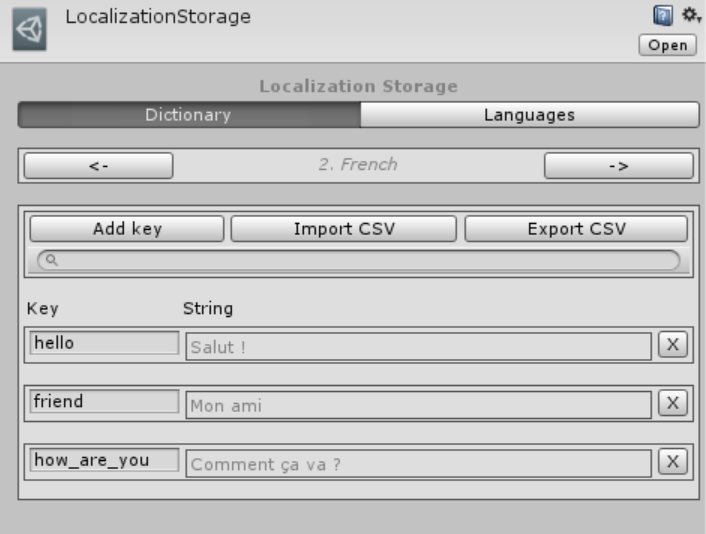 LocalizationStorage
Open
Localization Storage
Dictionary Languages
<- 2. French ->
Add key Import CSV Export CSV
Key String
hello Salut ! X
friend Mon ami X
how_are_you Comment ça va ? X